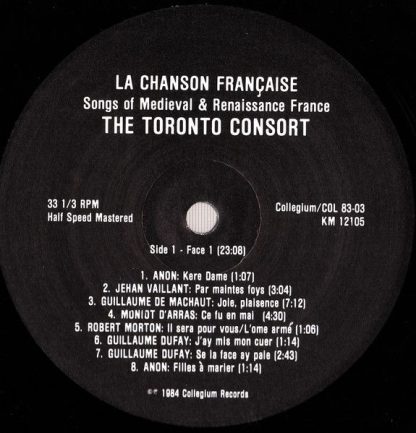 LA CHANSON FRANÇAISE
Songs of Medieval & Renaissance France
THE TORONTO CONSORT
33 1/3 RPM
Half Speed Mastered
Collegium/COL 83-03
KM 12105
Side 1 - Face 1 (23:08)
1. ANON: Kere Dame (1:07)
2. JEHAN VAILLANT: Par maintes foys (3:04)
3. GUILLAUME DE MACHAUT: Joie, plaisence (7:12)
4. MONIOT D'ARRAS: Ce fu en mai (4:30)
5. ROBERT MORTON: Il sera pour vous/L'ome armé (1:06)
6. GUILLAUME DUFAY: J'ay mis mon cuer (1:14)
7. GUILLAUME DUFAY: Se la face ay pale (2:43)
8. ANON: Filles à marier (1:14)
©℗ 1984 Collegium Records